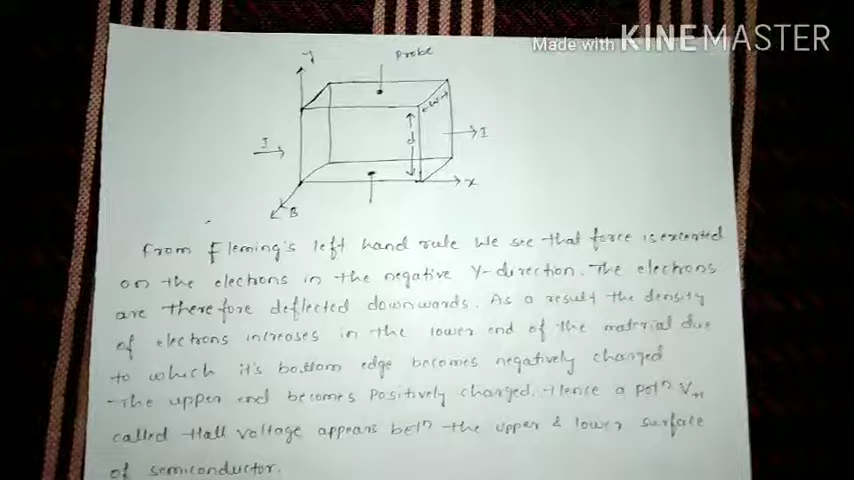 Made with KINEMASTER
Y
Probe
W
I
d
I
X
B
From Fleming's left hand rule We see that force is excerted
on the electrons in the negative Y-direction. The electrons
are therefore deflected downwards. As a result the density
of electrons increases in the lower end of the material due
to which it's bottom edge becomes negatively charged
The upper end becomes Positively charged. Hence a potn VH
called Hall Voltage appears betn the upper & lower surface
of semiconductor.